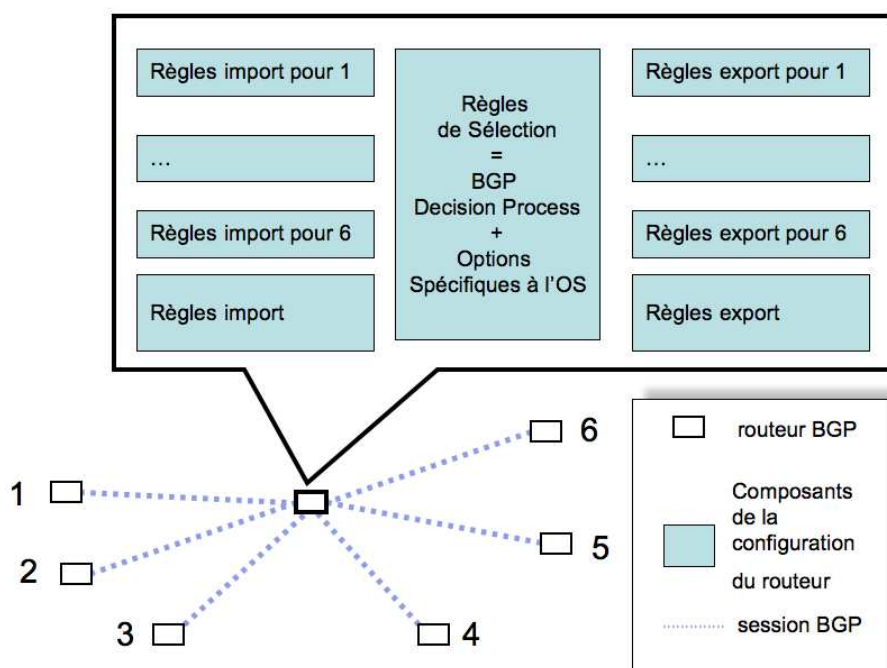 Règles import pour 1
...
Règles import pour 6
Règles import
Règles
de Sélection
=
BGP
Decision Process
+
Options
Spécifiques à l'OS
Règles export pour 1
...
Règles export pour 6
Règles export
1
2
3
4
5
6
routeur BGP
Composants
de la
configuration
du routeur
session BGP